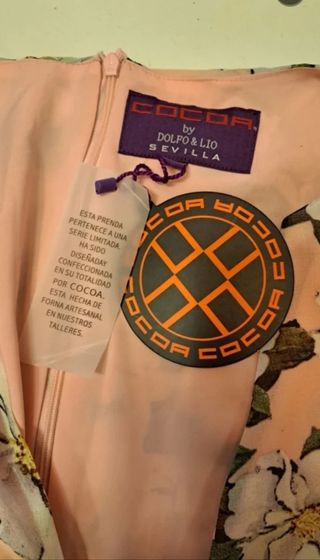 COCOA
by
DOLFO & LIO
SEVILLA
ESTA PRENDA
PERTENECE A UNA
SERIE LIMITADA
HA SIDO
DISEÑADAY
CONFECCIONADA
EN SU TOTALIDAD
POR COCOA.
ESTA HECHA DE
FORNA ARTESANAL
EN NUESTROS
TALLERES.
COCOA COCOA COCOA COCOA COCOA